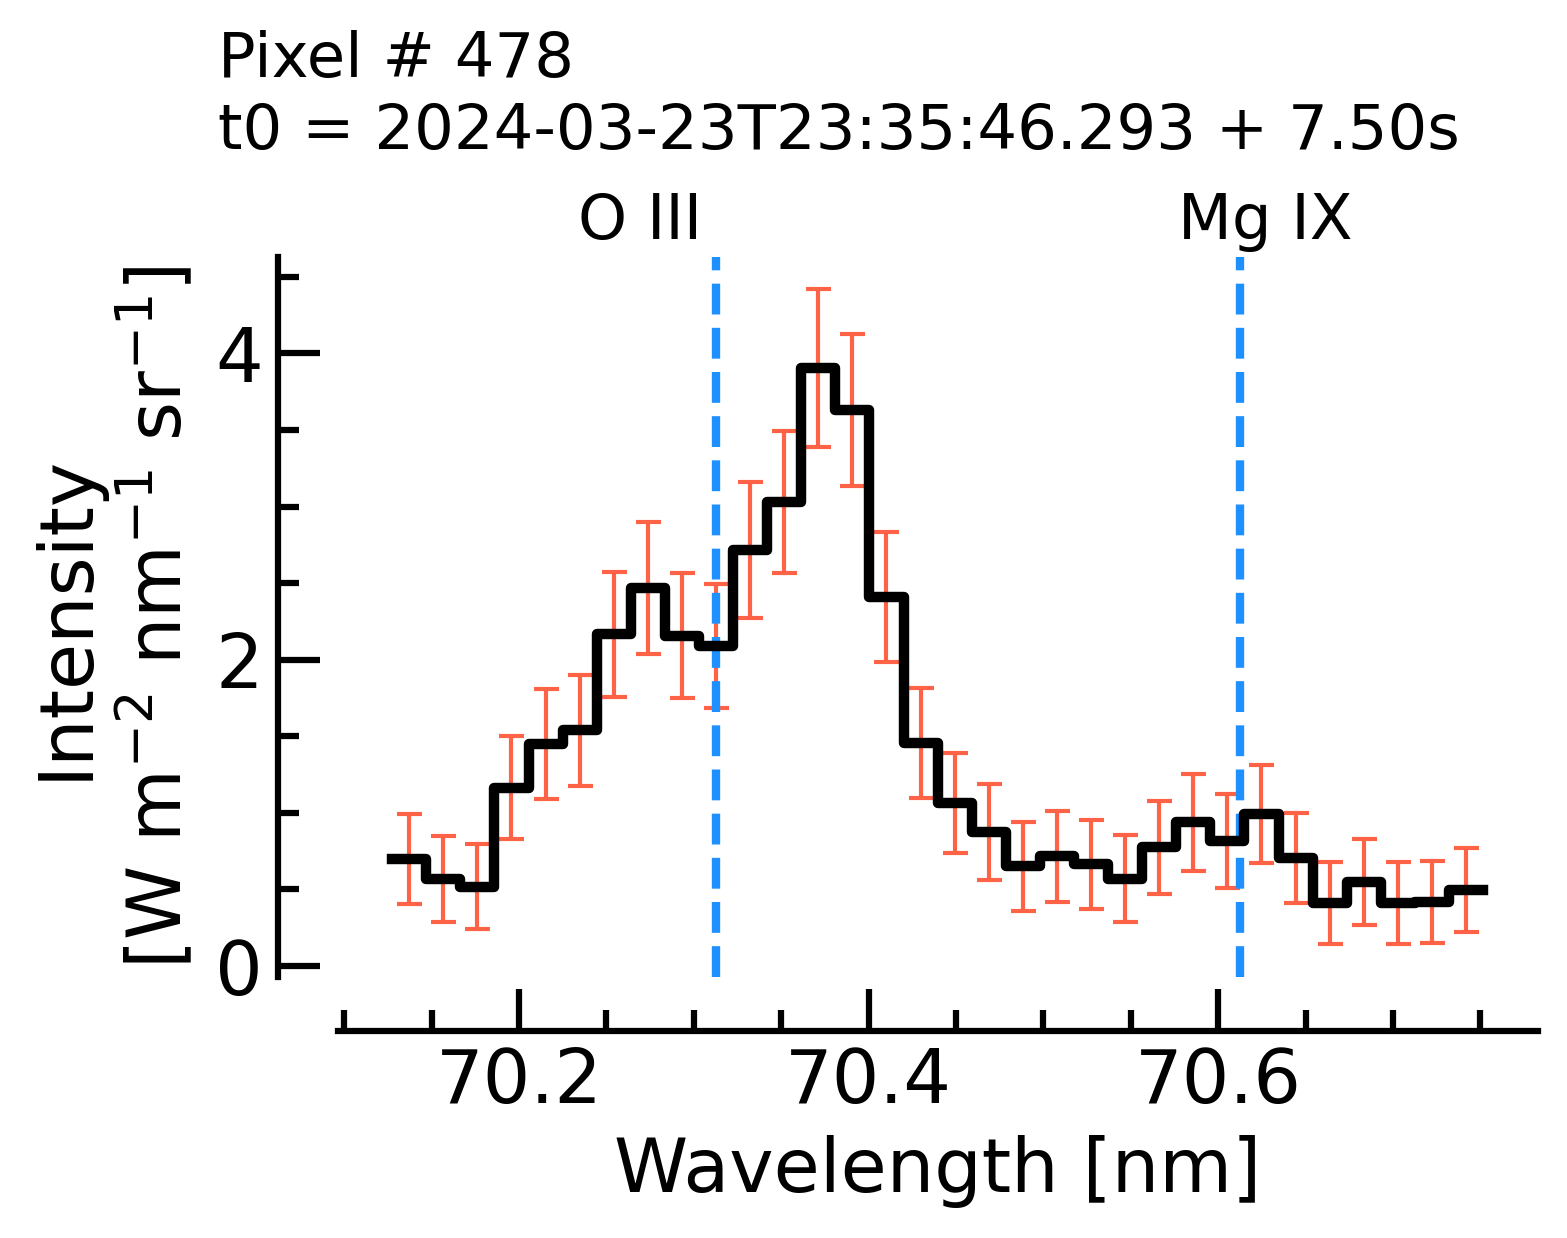 Pixel # 478
t0 = 2024-03-23T23:35:46.293 + 7.50s
O III
Mg IX
Intensity
[W m⁻² nm⁻¹ sr⁻¹]
4
2
0
70.2
70.4
70.6
Wavelength [nm]